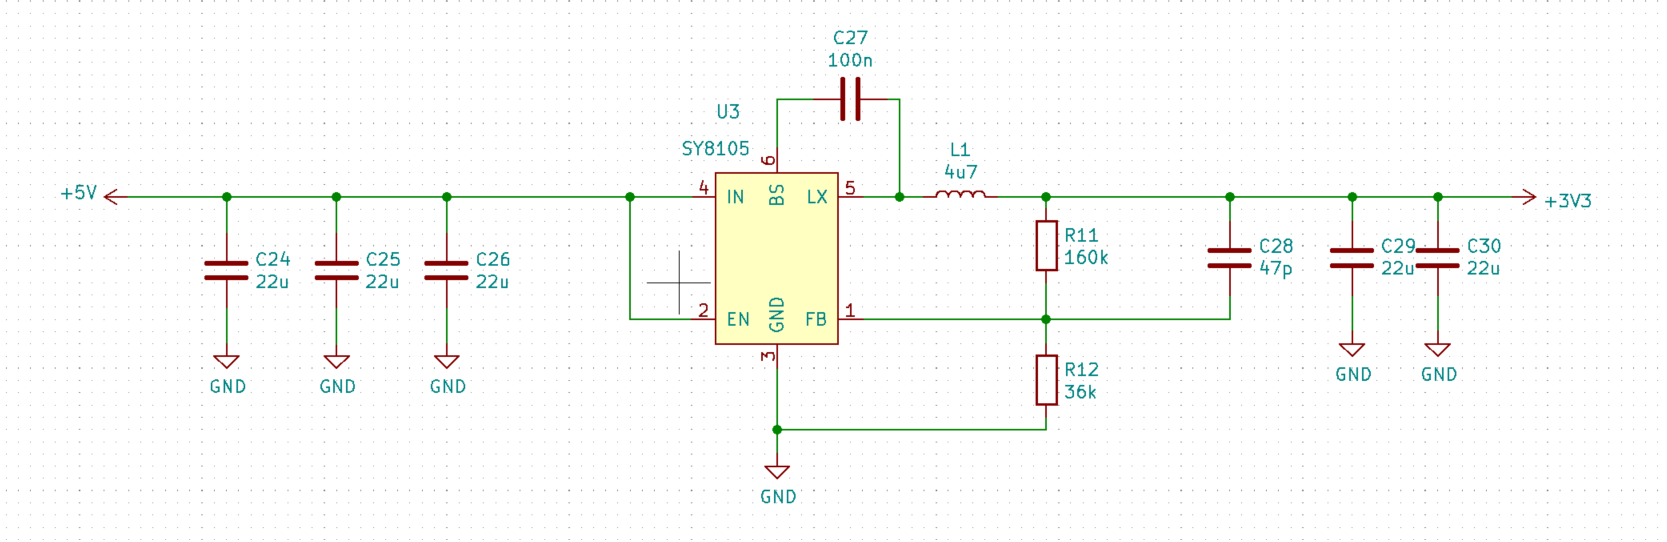 C27
100n
U3
SY8105
6
L1
4u7
+5V
4
IN
BS
LX
5
+3V3
C24
22u
C25
22u
C26
22u
R11
160k
C28
47p
C29
22u
C30
22u
2
EN
GND
FB
1
3
R12
36k
GND
GND
GND
GND
GND
GND